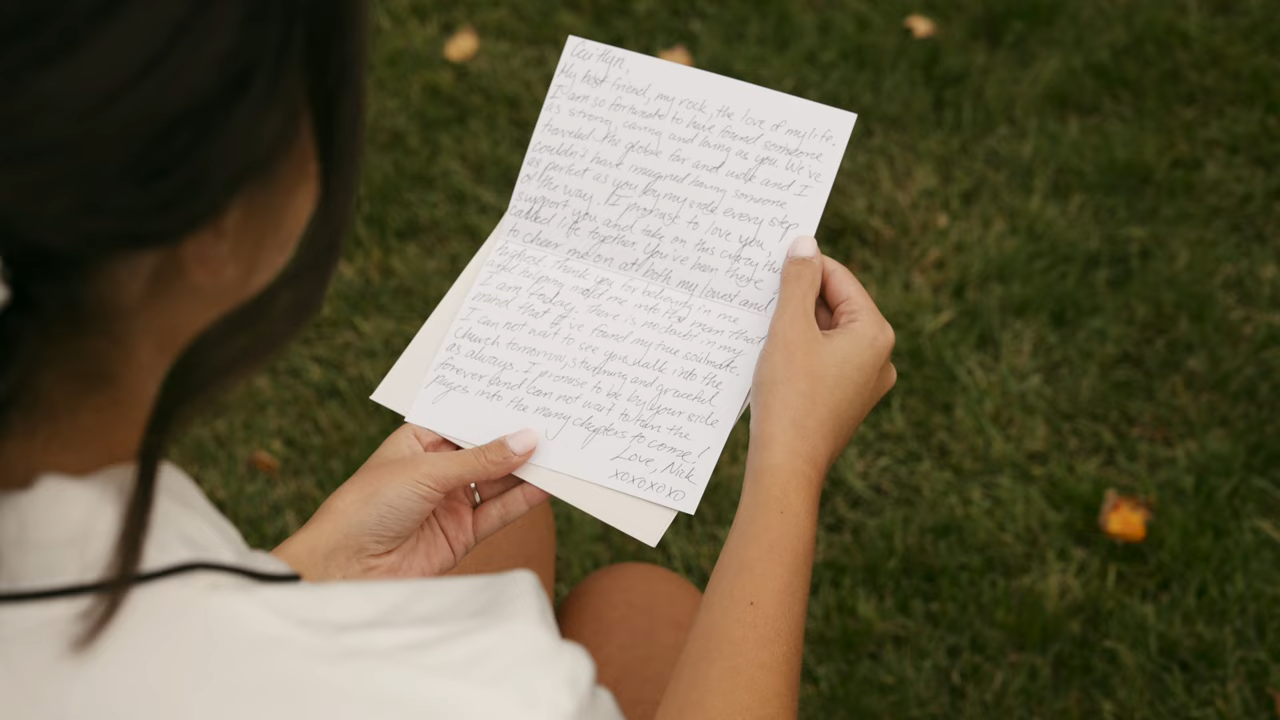 Caitlyn,
My best friend, my rock, the love of my life.
I am so fortunate to have found someone
as strong, caring and loving as you. We've
traveled the globe far and wide and I
couldn't have imagined having someone
as perfect as you by my side every step
of the way. I promise to love you,
support you and take on this crazy thi
called life together. You've been there
to cheer me on at both my lowest and
highest. Thank you for believing in me
and helping mold me into the man that
I am today. There is no doubt in my
mind that I've found my true soulmate.
I can not wait to see you walk into the
church tomorrow, stunning and graceful
as always. I promise to be by your side
forever and can not wait to turn the
pages into the many chapters to come!
Love, Nick
xoxoxoxo